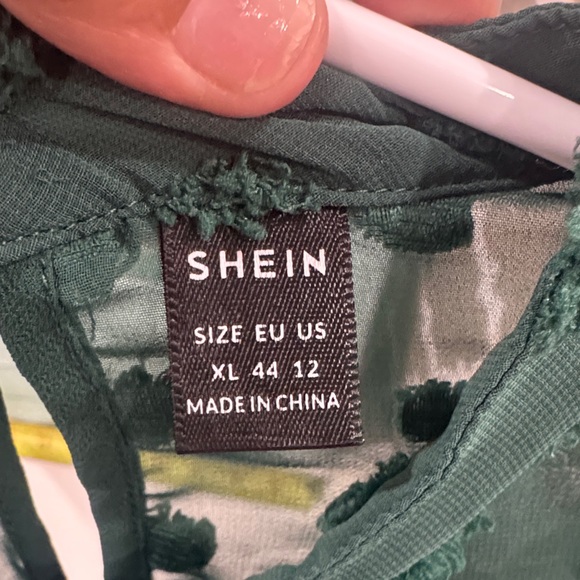 SHEIN
SIZE EU US
XL 44 12
MADE IN CHINA